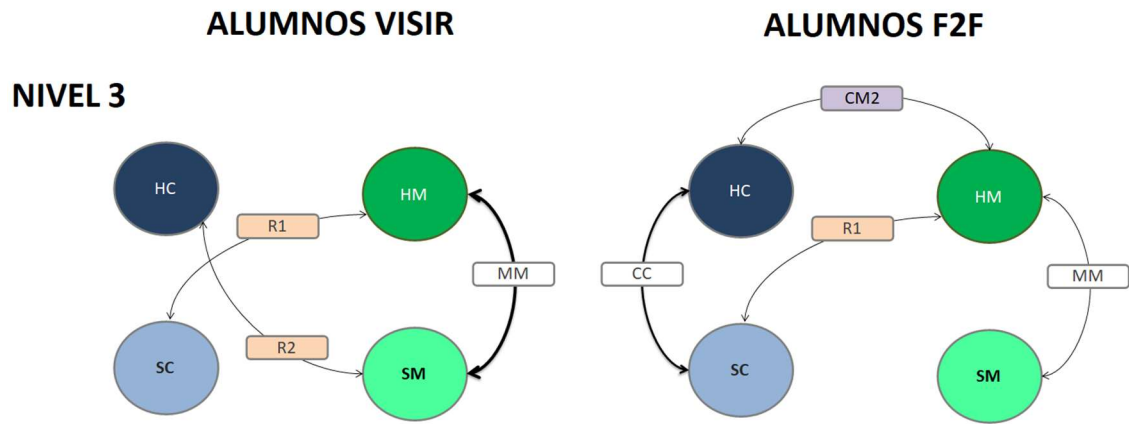 ALUMNOS VISIR
ALUMNOS F2F
NIVEL 3
CM2
HC
HM
HC
HM
R1
R1
MM
CC
MM
R2
SC
SM
SC
SM